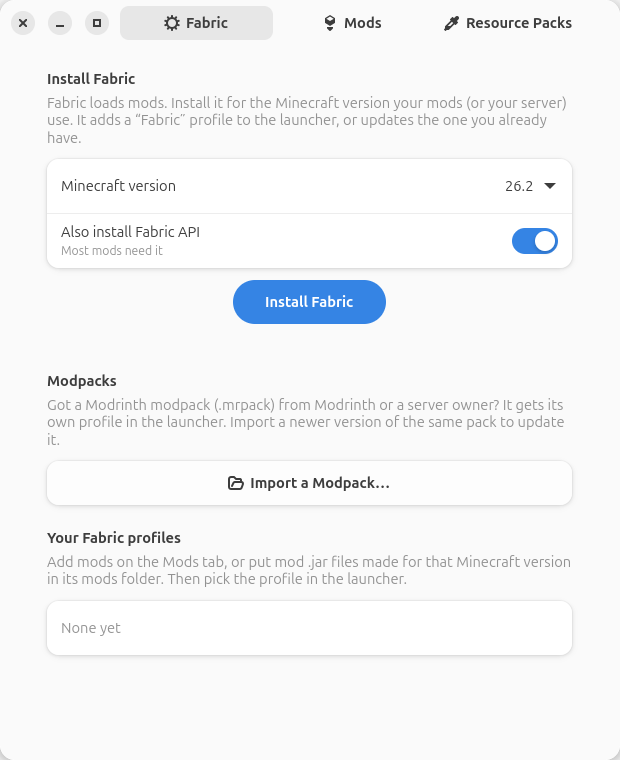 Fabric
Mods
Resource Packs
Install Fabric
Fabric loads mods. Install it for the Minecraft version your mods (or your server)
use. It adds a “Fabric” profile to the launcher, or updates the one you already
have.
Minecraft version
26.2
Also install Fabric API
Most mods need it
Install Fabric
Modpacks
Got a Modrinth modpack (.mrpack) from Modrinth or a server owner? It gets its
own profile in the launcher. Import a newer version of the same pack to update
it.
Import a Modpack…
Your Fabric profiles
Add mods on the Mods tab, or put mod .jar files made for that Minecraft version
in its mods folder. Then pick the profile in the launcher.
None yet